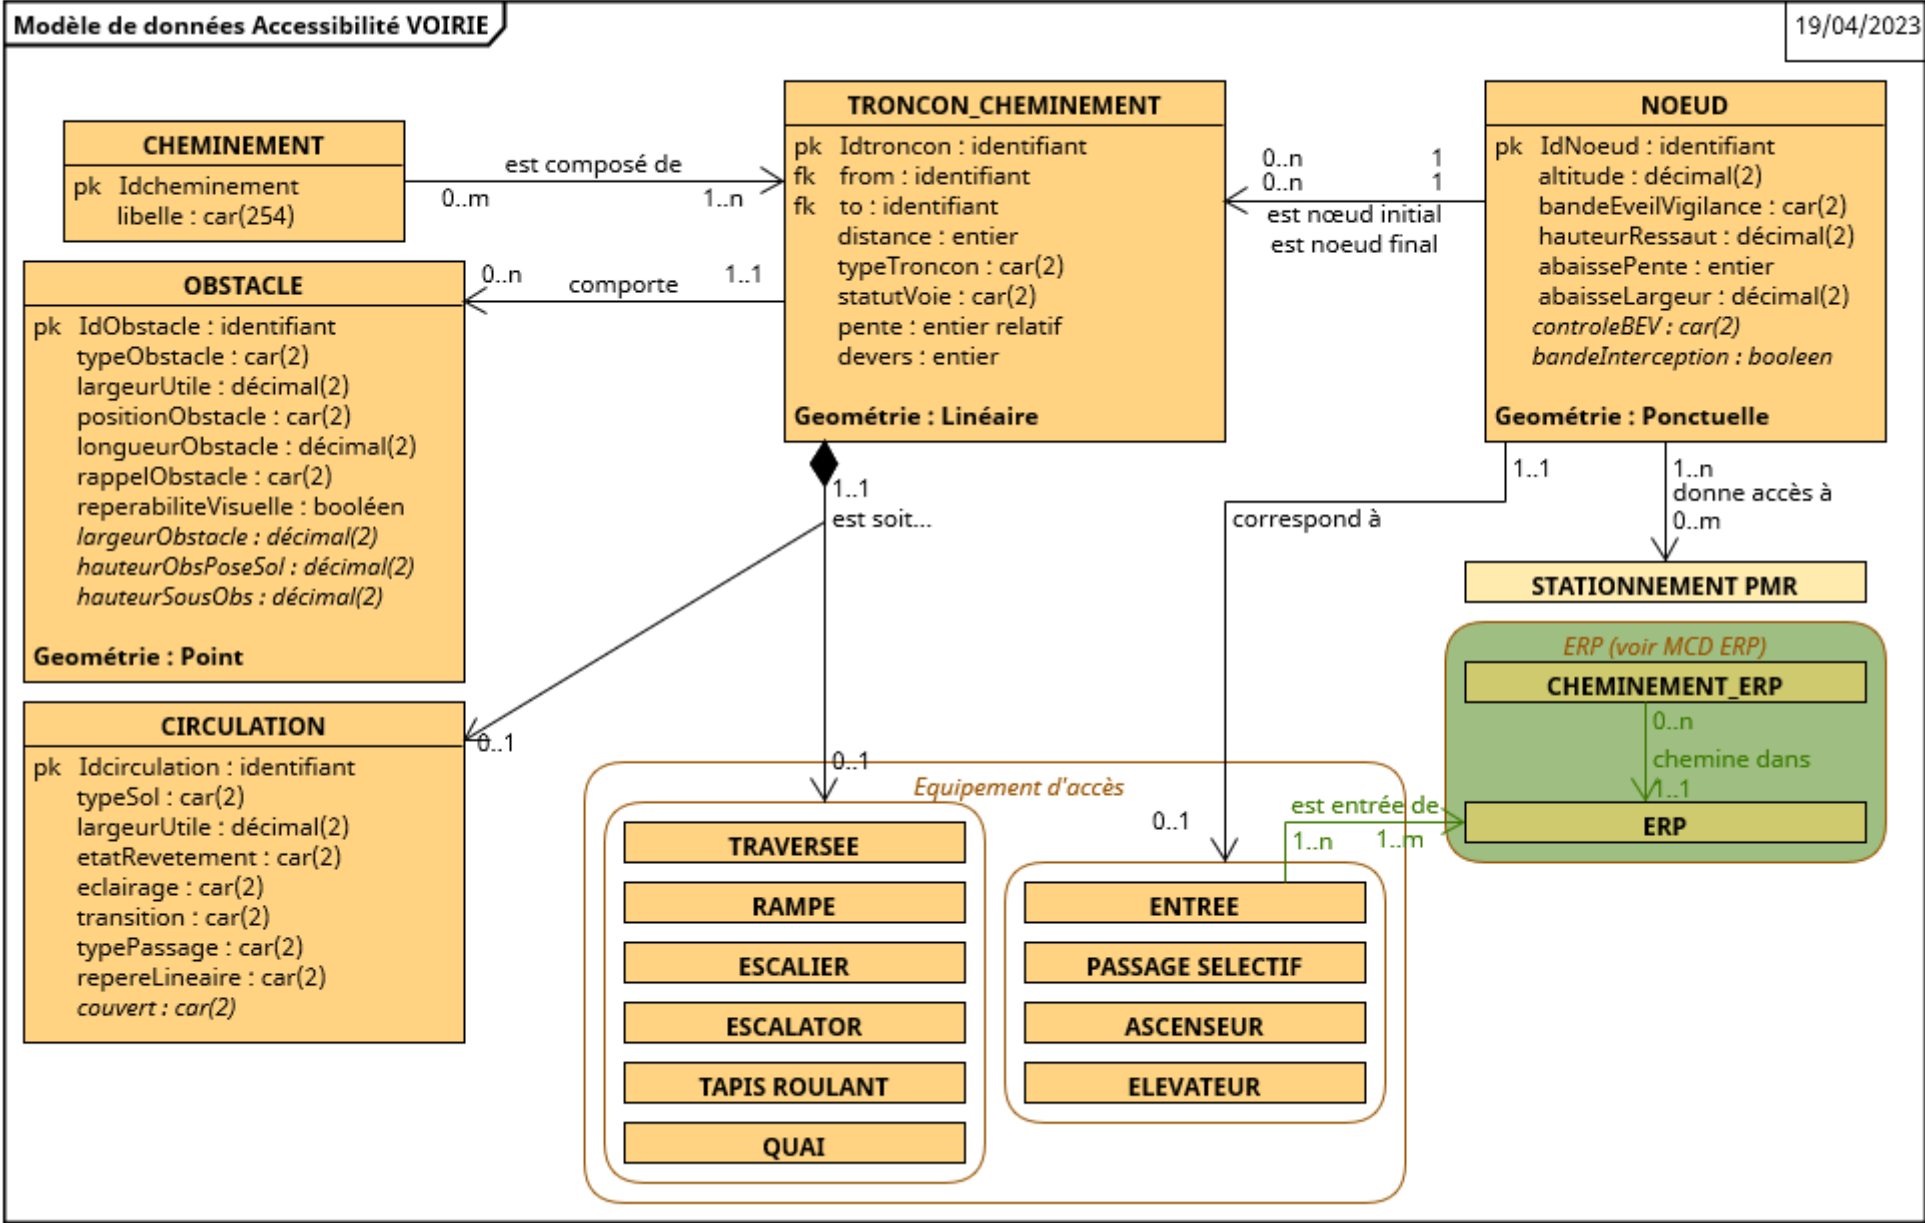 Modèle de données Accessibilité VOIRIE
19/04/2023
CHEMINEMENT
pk Idcheminement
libelle : car(254)
est composé de
0..m
1..n
TRONCON_CHEMINEMENT
pk Idtroncon : identifiant
fk from : identifiant
fk to : identifiant
distance : entier
typeTroncon : car(2)
statutVoie : car(2)
pente : entier relatif
devers : entier
Geométrie : Linéaire
0..n 1
0..n 1
est nœud initial
est noeud final
NOEUD
pk IdNoeud : identifiant
altitude : décimal(2)
bandeEveilVigilance : car(2)
hauteurRessaut : décimal(2)
abaissePente : entier
abaisseLargeur : décimal(2)
controleBEV : car(2)
bandeInterception : booleen
Geométrie : Ponctuelle
OBSTACLE
pk IdObstacle : identifiant
typeObstacle : car(2)
largeurUtile : décimal(2)
positionObstacle : car(2)
longueurObstacle : décimal(2)
rappelObstacle : car(2)
reperabiliteVisuelle : booléen
largeurObstacle : décimal(2)
hauteurObsPoseSol : décimal(2)
hauteurSousObs : décimal(2)
Geométrie : Point
0..n
comporte
1..1
1..1
est soit...
0..1
0..1
1..1
correspond à
0..1
1..n
donne accès à
0..m
STATIONNEMENT PMR
ERP (voir MCD ERP)
CHEMINEMENT_ERP
0..n
chemine dans
1..1
ERP
CIRCULATION
pk Idcirculation : identifiant
typeSol : car(2)
largeurUtile : décimal(2)
etatRevetement : car(2)
eclairage : car(2)
transition : car(2)
typePassage : car(2)
repereLineaire : car(2)
couvert : car(2)
Equipement d'accès
TRAVERSEE
RAMPE
ESCALIER
ESCALATOR
TAPIS ROULANT
QUAI
est entrée de
1..n
1..m
ENTREE
PASSAGE SELECTIF
ASCENSEUR
ELEVATEUR